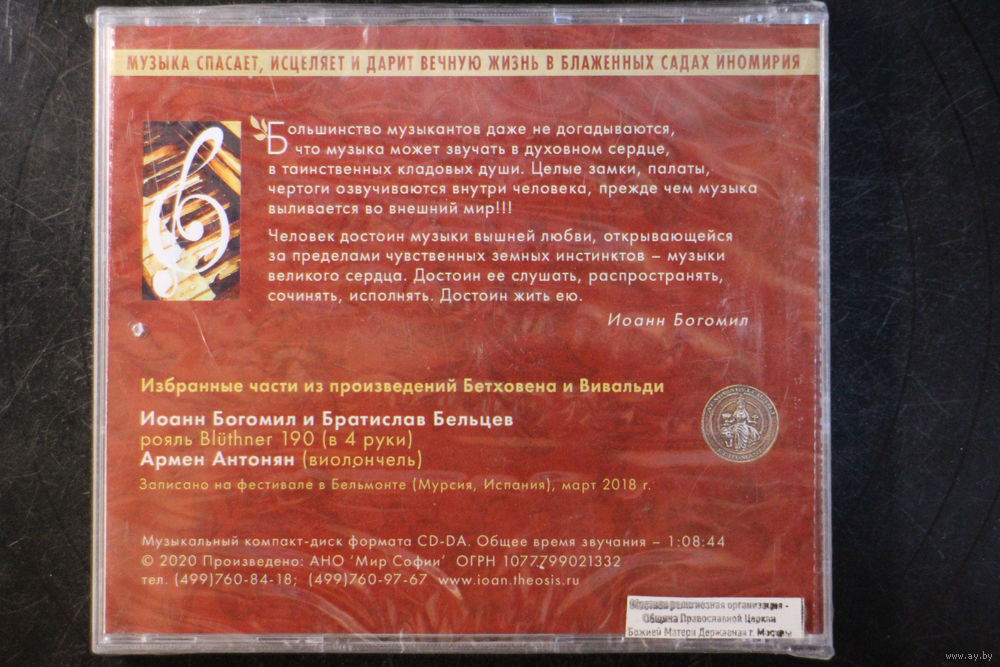 МУЗЫКА СПАСАЕТ, ИСЦЕЛЯЕТ И ДАРИТ ВЕЧНУЮ ЖИЗНЬ В БЛАЖЕННЫХ САДАХ ИНОМИРИЯ
Большинство музыкантов даже не догадываются,
что музыка может звучать в духовном сердце,
в таинственных кладовых души. Целые замки, палаты,
чертоги озвучиваются внутри человека, прежде чем музыка
выливается во внешний мир!!!
Человек достоин музыки вышней любви, открывающейся
за пределами чувственных земных инстинктов – музыки
великого сердца. Достоин ее слушать, распространять,
сочинять, исполнять. Достоин жить ею.
Иоанн Богомил
Избранные части из произведений Бетховена и Вивальди
Иоанн Богомил и Братислав Бельцев
рояль Blüthner 190 (в 4 руки)
Армен Антонян (виолончель)
Записано на фестивале в Бельмонте (Мурсия, Испания), март 2018 г.
Музыкальный компакт-диск формата CD-DA. Общее время звучания – 1:08:44
© 2020 Произведено: АНО ‘Мир Софии’ ОГРН 1077799021332
тел. (499)760-84-18; (499)760-97-67 www.ioan.theosis.ru
Местная религиозная организация -
Община Православной Церкви
Божией Матери Державная г. Москвы
www.ay.by